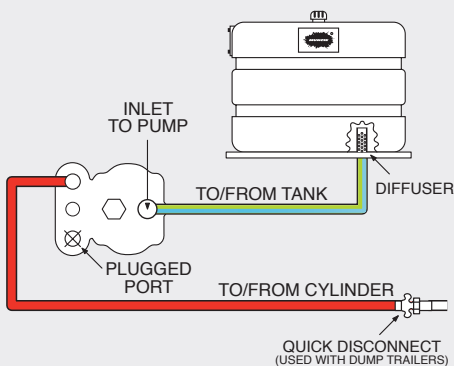 INLET
TO PUMP
TO/FROM TANK
DIFFUSER
PLUGGED
PORT
TO/FROM CYLINDER
QUICK DISCONNECT
(USED WITH DUMP TRAILERS)